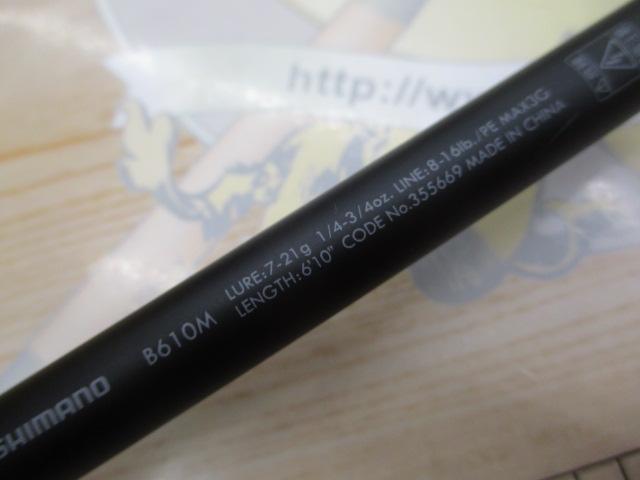 http://w
SHIMANO
B610M
LURE:7-21g 1/4-3/4oz. LINE:8-16lb./PE MAX3G
LENGTH:6'10" CODE No.355669 MADE IN CHINA